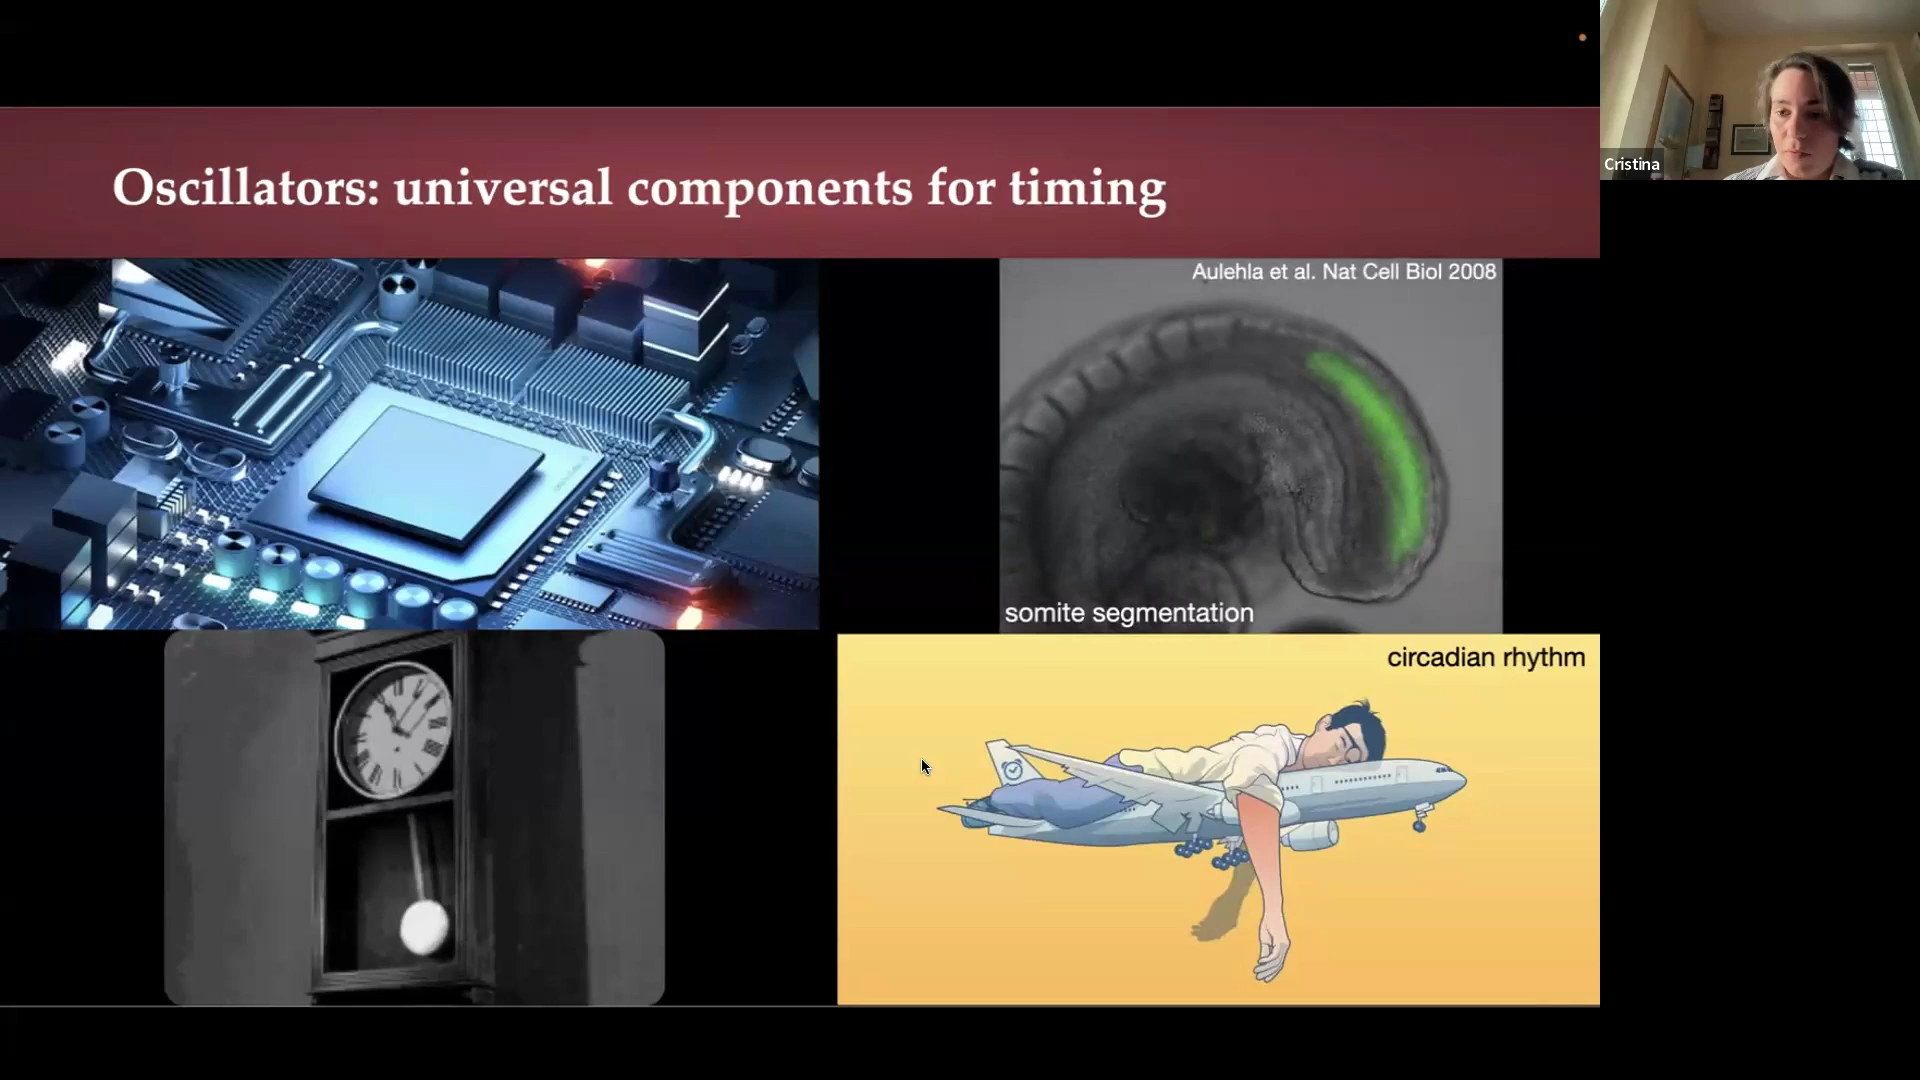 Oscillators: universal components for timing
Cristina
Aulehla et al. Nat Cell Biol 2008
somite segmentation
circadian rhythm